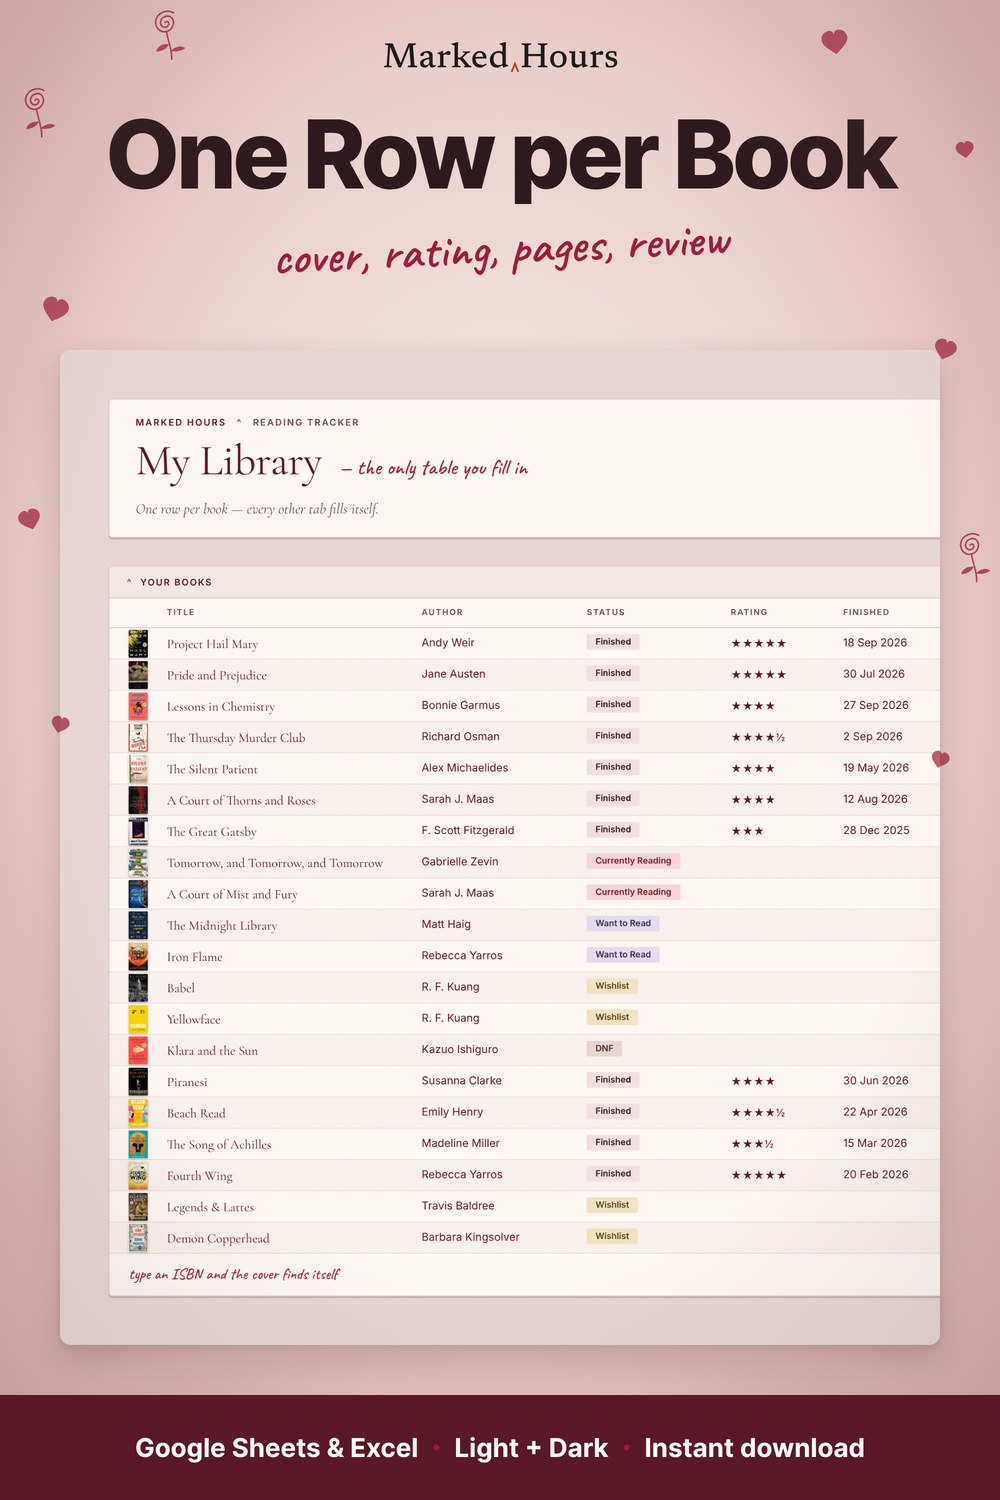 Marked^Hours
One Row per Book
cover, rating, pages, review
MARKED HOURS ^ READING TRACKER
My Library – the only table you fill in
One row per book — every other tab fills itself.
^ YOUR BOOKS
TITLE AUTHOR STATUS RATING FINISHED
Project Hail Mary Andy Weir Finished ★★★★★ 18 Sep 2026
Pride and Prejudice Jane Austen Finished ★★★★★ 30 Jul 2026
Lessons in Chemistry Bonnie Garmus Finished ★★★★ 27 Sep 2026
The Thursday Murder Club Richard Osman Finished ★★★★½ 2 Sep 2026
The Silent Patient Alex Michaelides Finished ★★★★ 19 May 2026
A Court of Thorns and Roses Sarah J. Maas Finished ★★★★ 12 Aug 2026
The Great Gatsby F. Scott Fitzgerald Finished ★★★ 28 Dec 2025
Tomorrow, and Tomorrow, and Tomorrow Gabrielle Zevin Currently Reading
A Court of Mist and Fury Sarah J. Maas Currently Reading
The Midnight Library Matt Haig Want to Read
Iron Flame Rebecca Yarros Want to Read
Babel R. F. Kuang Wishlist
Yellowface R. F. Kuang Wishlist
Klara and the Sun Kazuo Ishiguro DNF
Piranesi Susanna Clarke Finished ★★★★ 30 Jun 2026
Beach Read Emily Henry Finished ★★★★½ 22 Apr 2026
The Song of Achilles Madeline Miller Finished ★★★½ 15 Mar 2026
Fourth Wing Rebecca Yarros Finished ★★★★★ 20 Feb 2026
Legends & Lattes Travis Baldree Wishlist
Demon Copperhead Barbara Kingsolver Wishlist
type an ISBN and the cover finds itself
Google Sheets & Excel • Light + Dark • Instant download